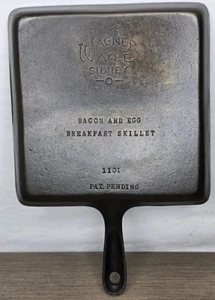 WAGNER
WARE
SIDNEY
-O-
BACON AND EGG
BREAKFAST SKILLET
1101
PAT. PENDING